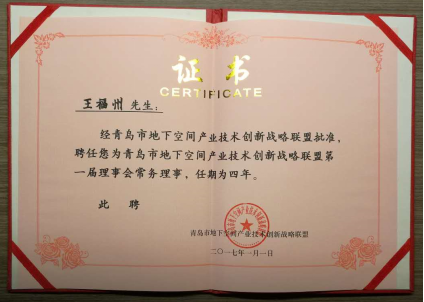 证书
CERTIFICATE
王福州 先生：
经青岛市地下空间产业技术创新战略联盟批准，
聘任您为青岛市地下空间产业技术创新战略联盟第
一届理事会常务理事，任期为四年。
此聘
青岛市地下空间产业技术创新战略联盟
二〇一七年一月一日